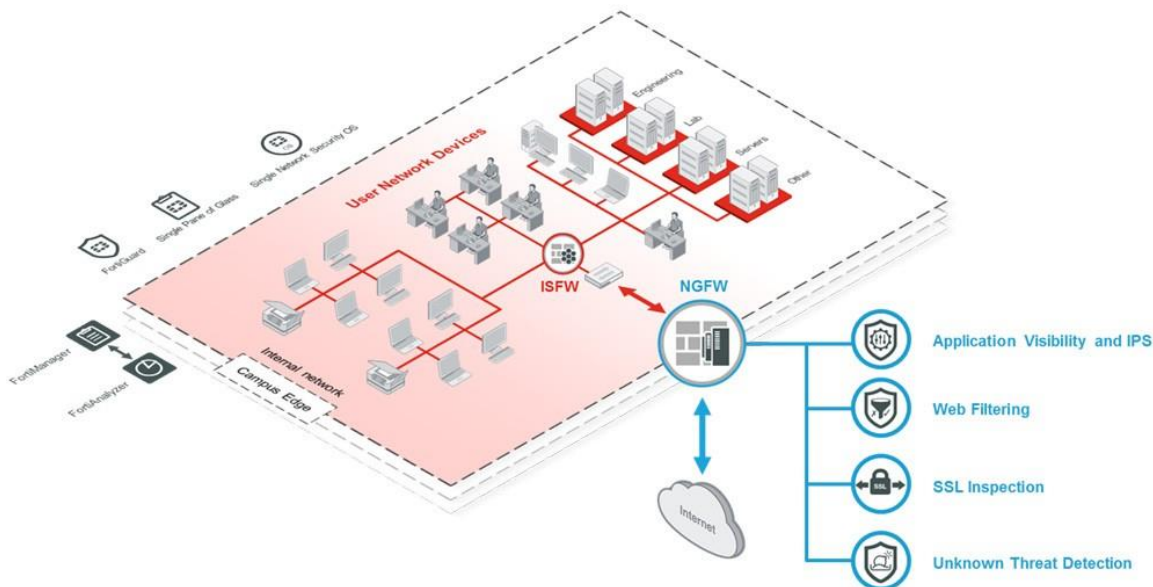 Engineering
Lab
Servers
Other
Single Network Security OS
OS
Single Pane of Glass
FortiGuard
User Network Devices
ISFW
NGFW
FortiManager
FortiAnalyzer
Internal network
Campus Edge
Internet
Application Visibility and IPS
Web Filtering
SSL
SSL Inspection
Unknown Threat Detection